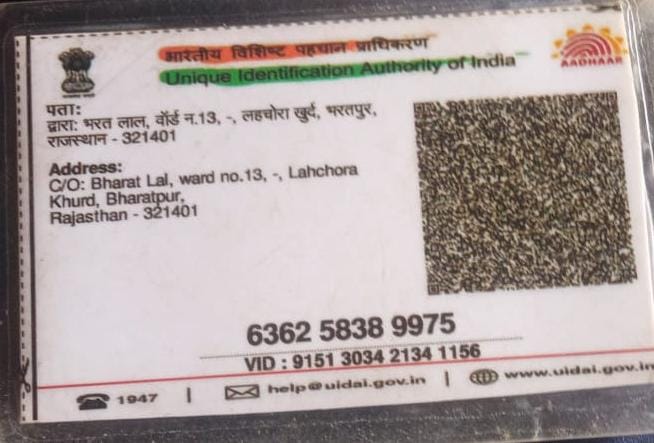 भारतीय विशिष्ट पहचान प्राधिकरण
Unique Identification Authority of India
AADHAAR
पता:
द्वारा: भरत लाल, वॉर्ड न.13, -, लहचोरा खुर्द, भरतपुर,
राजस्थान - 321401
Address:
C/O: Bharat Lal, ward no.13, -, Lahchora
Khurd, Bharatpur,
Rajasthan - 321401
6362 5838 9975
VID : 9151 3034 2134 1156
1947 | help@uidai.gov.in | www.uidai.gov.in